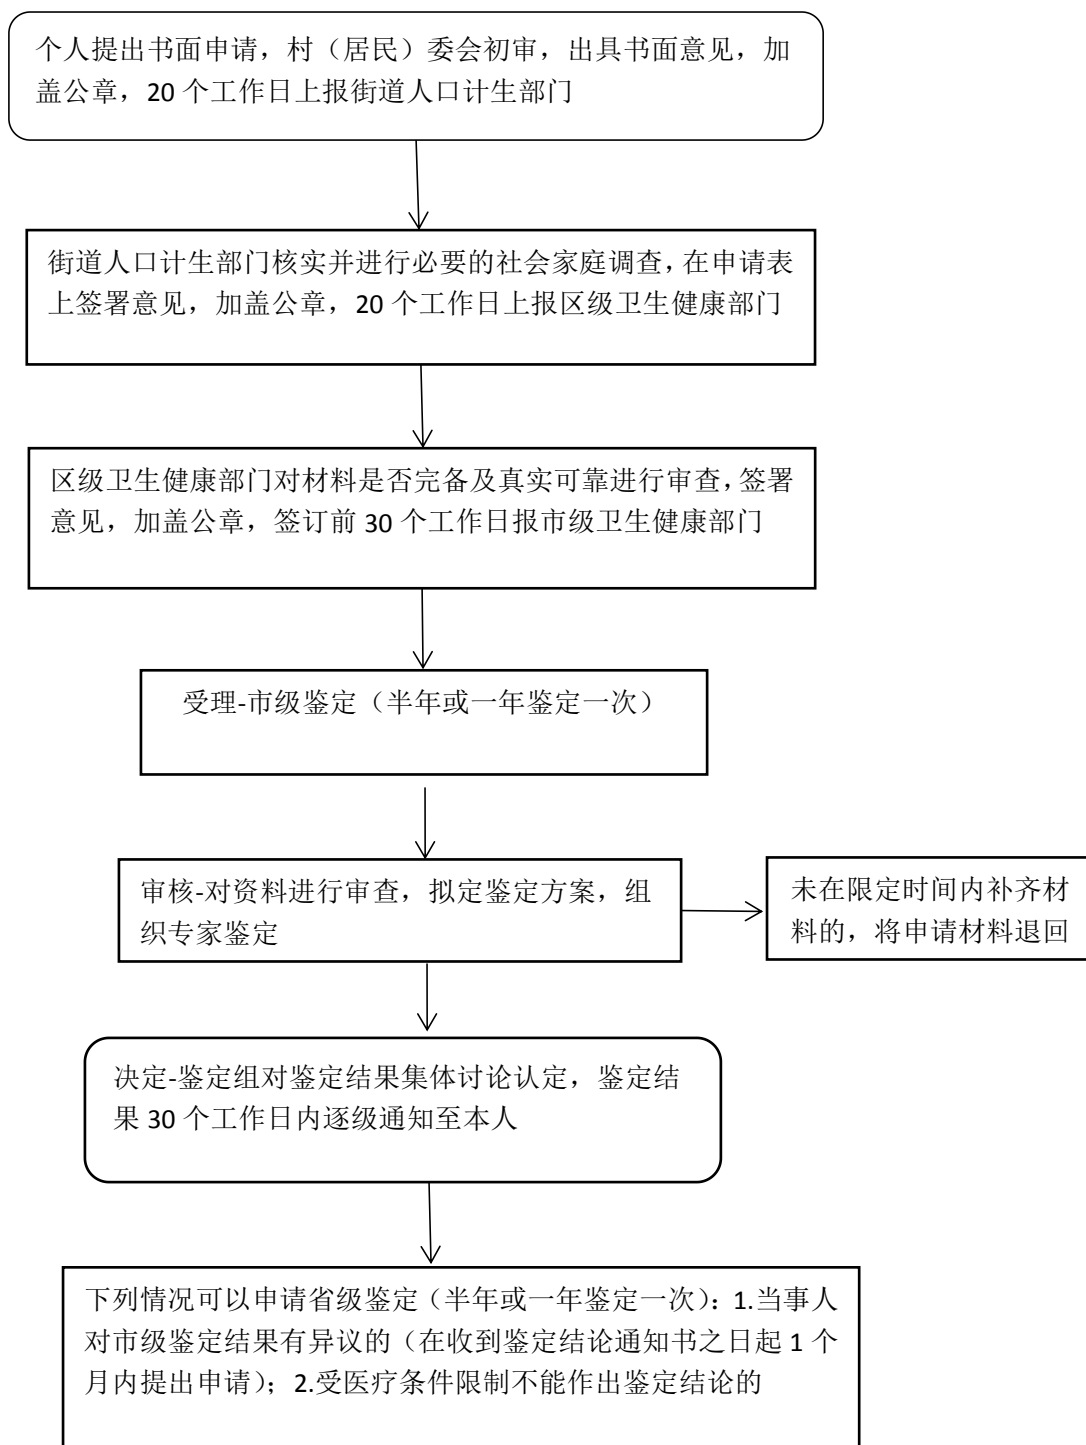 个人提出书面申请，村（居民）委会初审，出具书面意见，加
盖公章，20 个工作日上报街道人口计生部门
街道人口计生部门核实并进行必要的社会家庭调查，在申请表
上签署意见，加盖公章，20 个工作日上报区级卫生健康部门
区级卫生健康部门对材料是否完备及真实可靠进行审查，签署
意见，加盖公章，签订前 30 个工作日报市级卫生健康部门
受理-市级鉴定（半年或一年鉴定一次）
审核-对资料进行审查，拟定鉴定方案，组
织专家鉴定
未在限定时间内补齐材
料的，将申请材料退回
决定-鉴定组对鉴定结果集体讨论认定，鉴定结
果 30 个工作日内逐级通知至本人
下列情况可以申请省级鉴定（半年或一年鉴定一次）：1.当事人
对市级鉴定结果有异议的（在收到鉴定结论通知书之日起 1 个
月内提出申请）；2.受医疗条件限制不能作出鉴定结论的